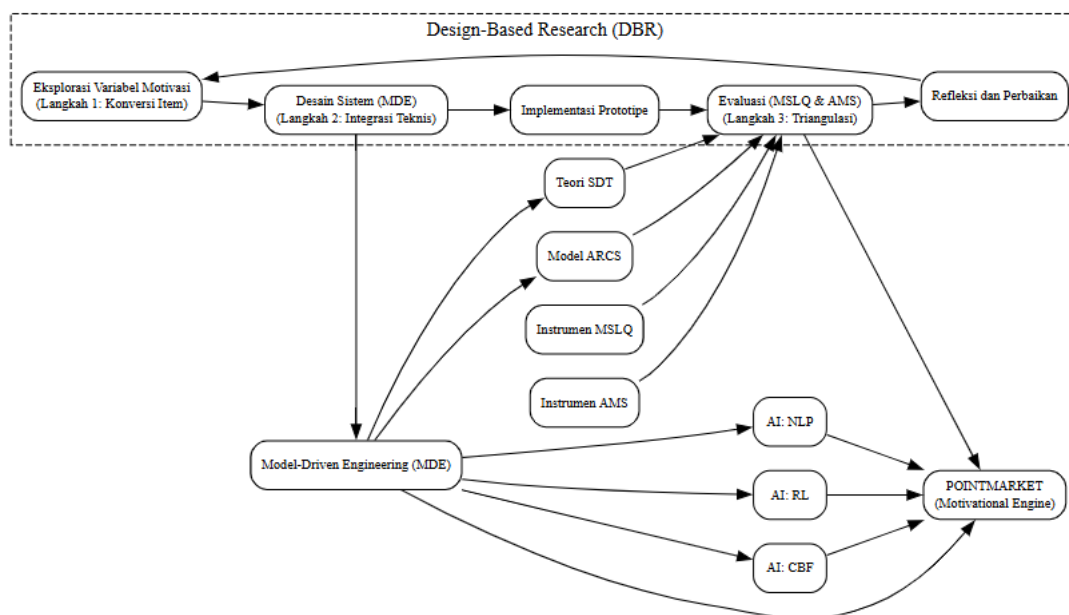 Design-Based Research (DBR)
Eksplorasi Variabel Motivasi
(Langkah 1: Konversi Item)
Desain Sistem (MDE)
(Langkah 2: Integrasi Teknis)
Implementasi Prototipe
Evaluasi (MSLQ & AMS)
(Langkah 3: Triangulasi)
Refleksi dan Perbaikan
Teori SDT
Model ARCS
Instrumen MSLQ
Instrumen AMS
Model-Driven Engineering (MDE)
AI: NLP
AI: RL
AI: CBF
POINTMARKET
(Motivational Engine)